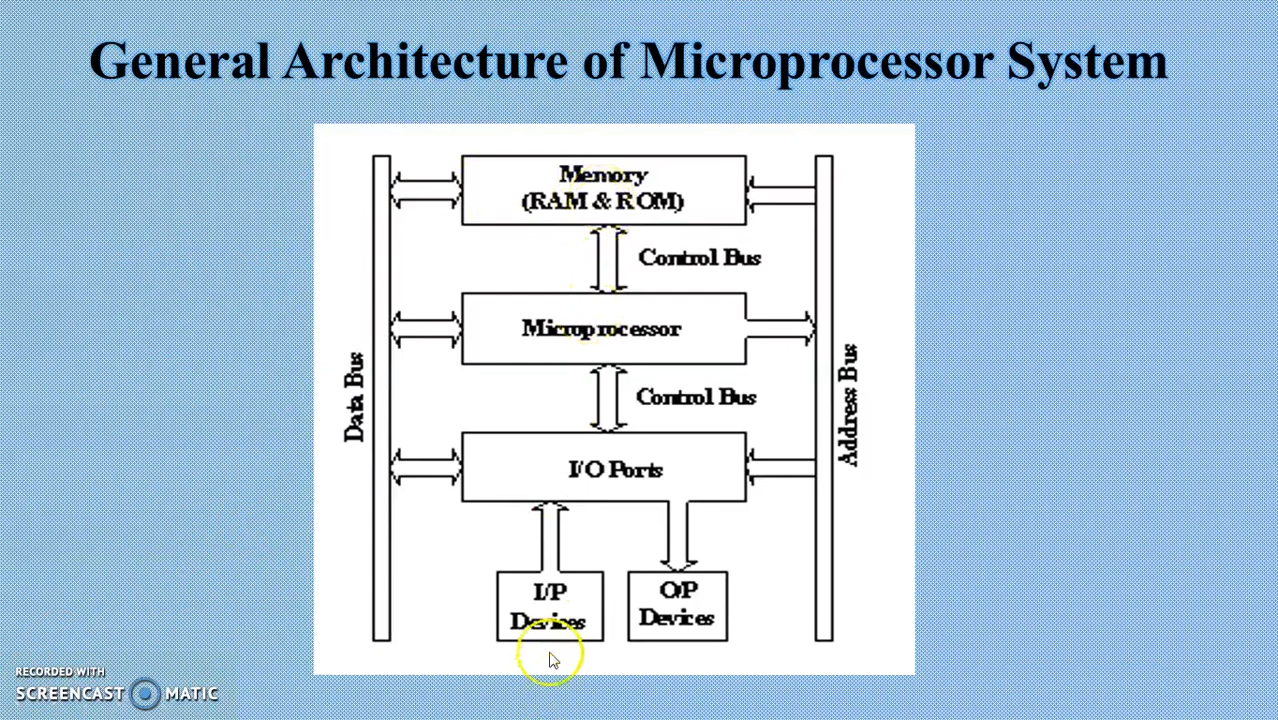 General Architecture of Microprocessor System
Memory
(RAM & ROM)
Control Bus
Microprocessor
Data Bus
Address Bus
Control Bus
I/O Ports
I/P
Devices
O/P
Devices
RECORDED WITH
SCREENCAST MATIC